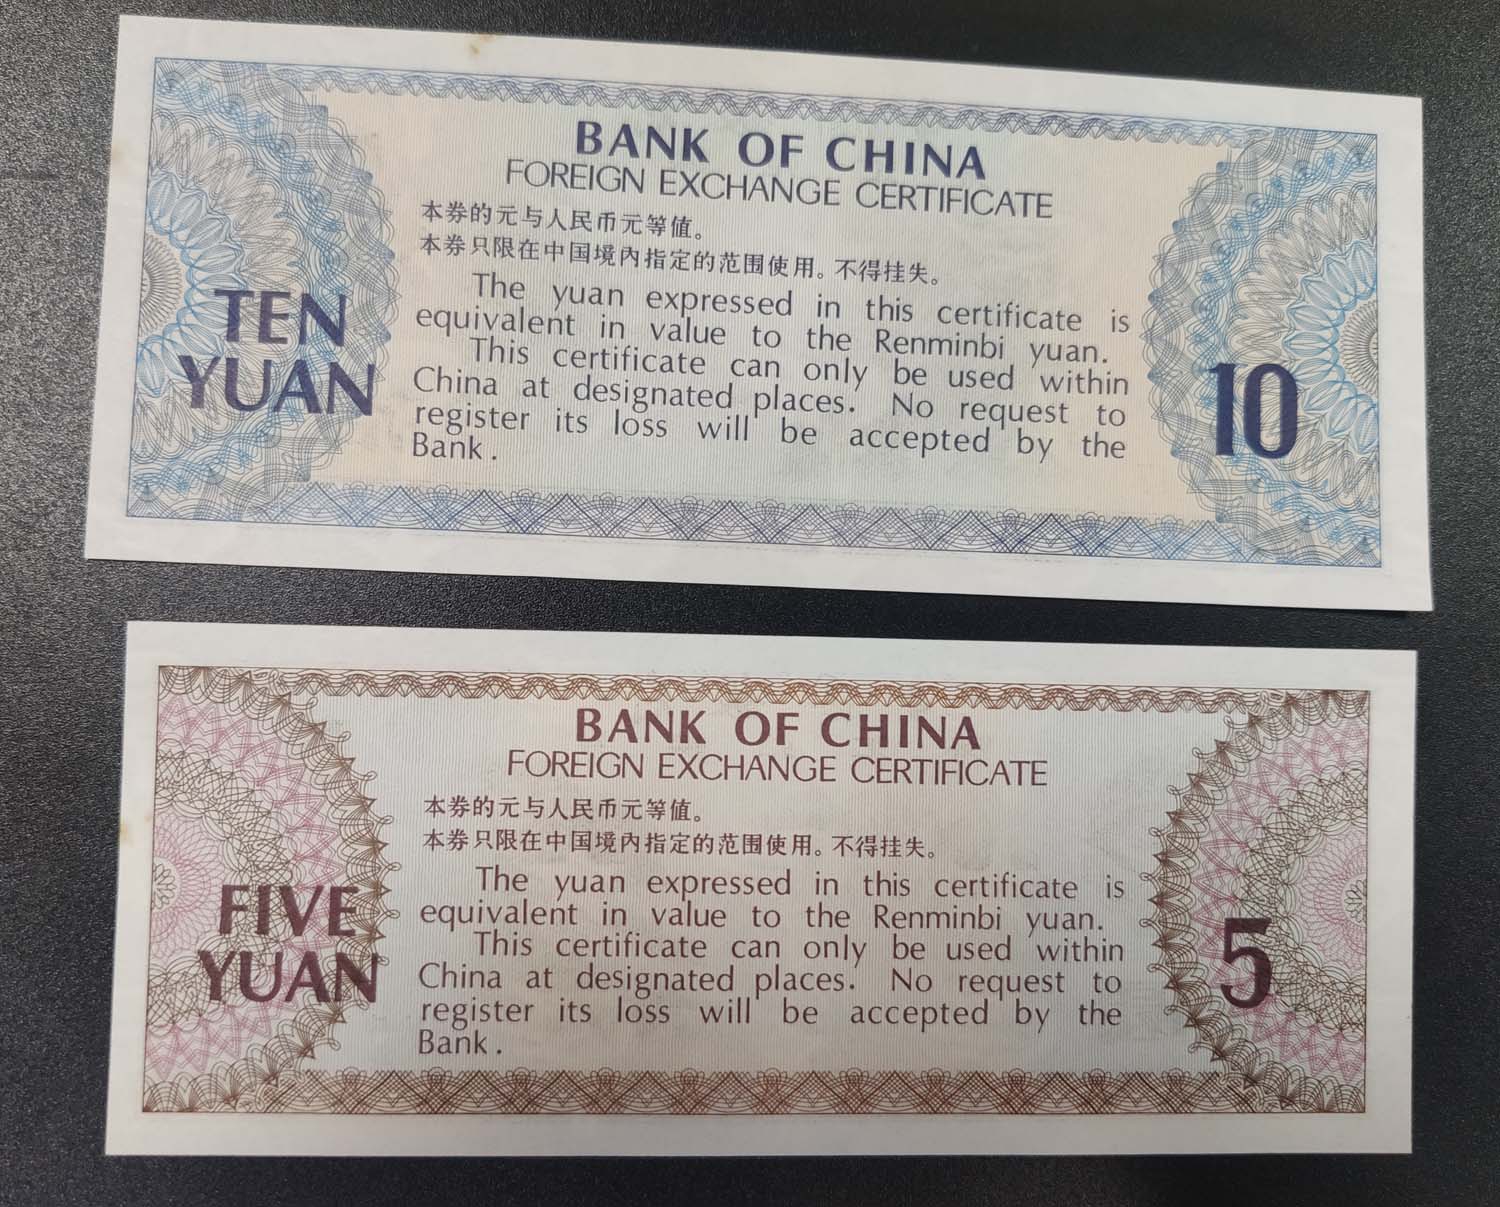 BANK OF CHINA
FOREIGN EXCHANGE CERTIFICATE
本券的元与人民币元等值。
本券只限在中国境内指定的范围使用。不得挂失。
The yuan expressed in this certificate is
equivalent in value to the Renminbi yuan.
This certificate can only be used within
China at designated places. No request to
register its loss will be accepted by the
Bank.
TEN
YUAN
10
BANK OF CHINA
FOREIGN EXCHANGE CERTIFICATE
本券的元与人民币元等值。
本券只限在中国境内指定的范围使用。不得挂失。
The yuan expressed in this certificate is
equivalent in value to the Renminbi yuan.
This certificate can only be used within
China at designated places. No request to
register its loss will be accepted by the
Bank.
FIVE
YUAN
5